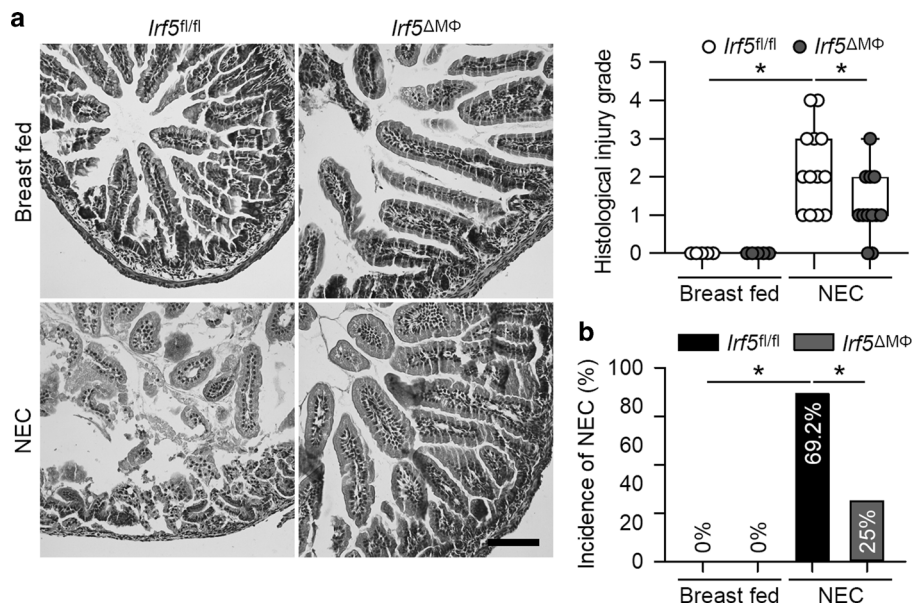 a
Irf5fl/fl
Irf5ΔMΦ
Breast fed
NEC
Irf5fl/fl Irf5ΔMΦ
Histological injury grade
5
4
3
2
1
0
* *
Breast fed NEC
b
Irf5fl/fl Irf5ΔMΦ
Incidence of NEC (%)
100
80
60
40
20
0
* *
0% 0% 69.2% 25%
Breast fed NEC